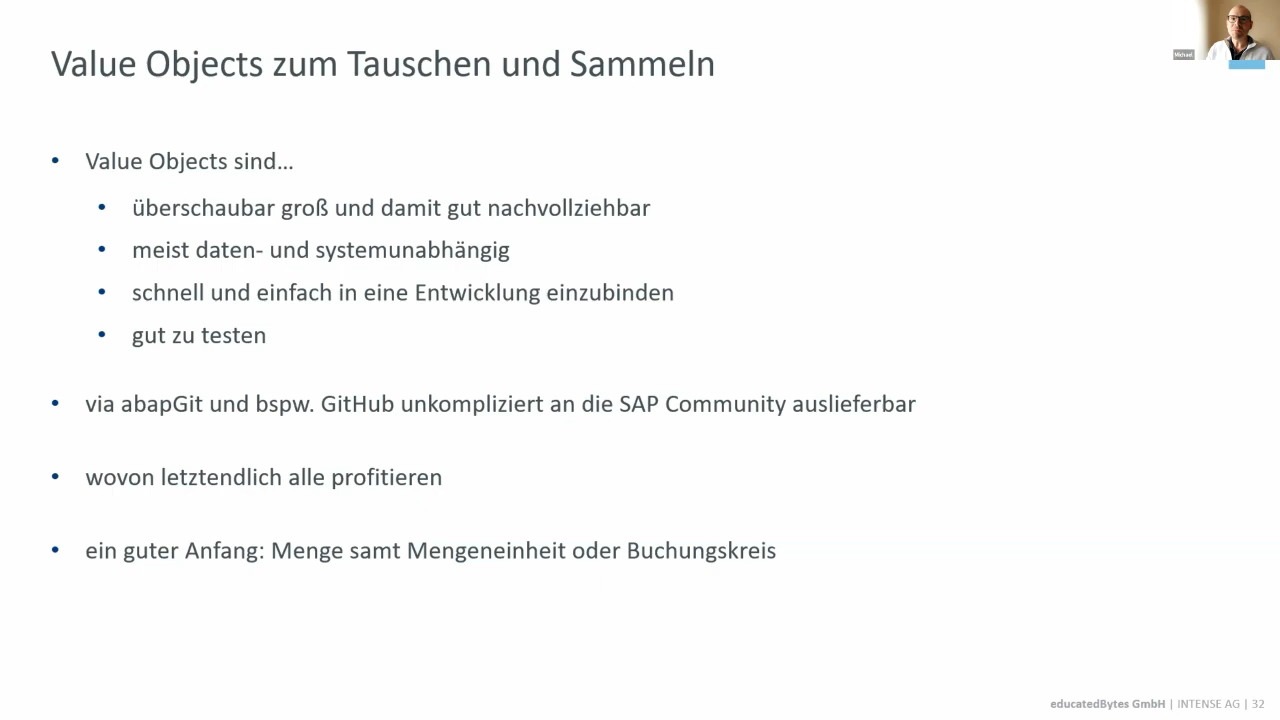 Value Objects zum Tauschen und Sammeln
Michael
• Value Objects sind...
• überschaubar groß und damit gut nachvollziehbar
• meist daten- und systemunabhängig
• schnell und einfach in eine Entwicklung einzubinden
• gut zu testen
• via abapGit und bspw. GitHub unkompliziert an die SAP Community auslieferbar
• wovon letztendlich alle profitieren
• ein guter Anfang: Menge samt Mengeneinheit oder Buchungskreis
educatedBytes GmbH | INTENSE AG | 32